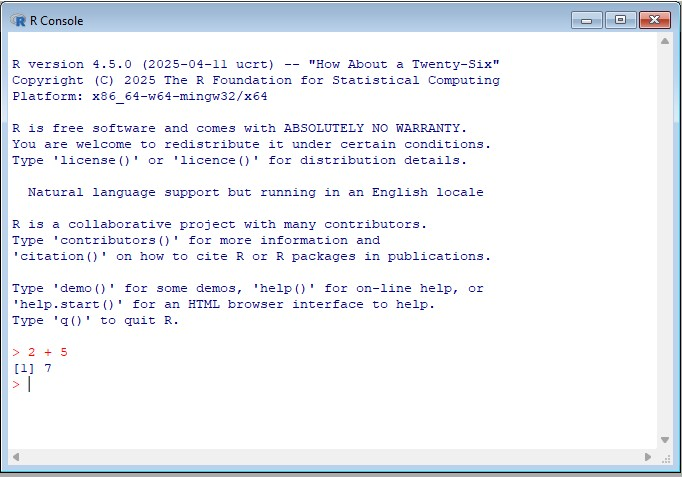 R Console
R version 4.5.0 (2025-04-11 ucrt) -- "How About a Twenty-Six"
Copyright (C) 2025 The R Foundation for Statistical Computing
Platform: x86_64-w64-mingw32/x64
R is free software and comes with ABSOLUTELY NO WARRANTY.
You are welcome to redistribute it under certain conditions.
Type 'license()' or 'licence()' for distribution details.
Natural language support but running in an English locale
R is a collaborative project with many contributors.
Type 'contributors()' for more information and
'citation()' on how to cite R or R packages in publications.
Type 'demo()' for some demos, 'help()' for on-line help, or
'help.start()' for an HTML browser interface to help.
Type 'q()' to quit R.
> 2 + 5
[1] 7
>